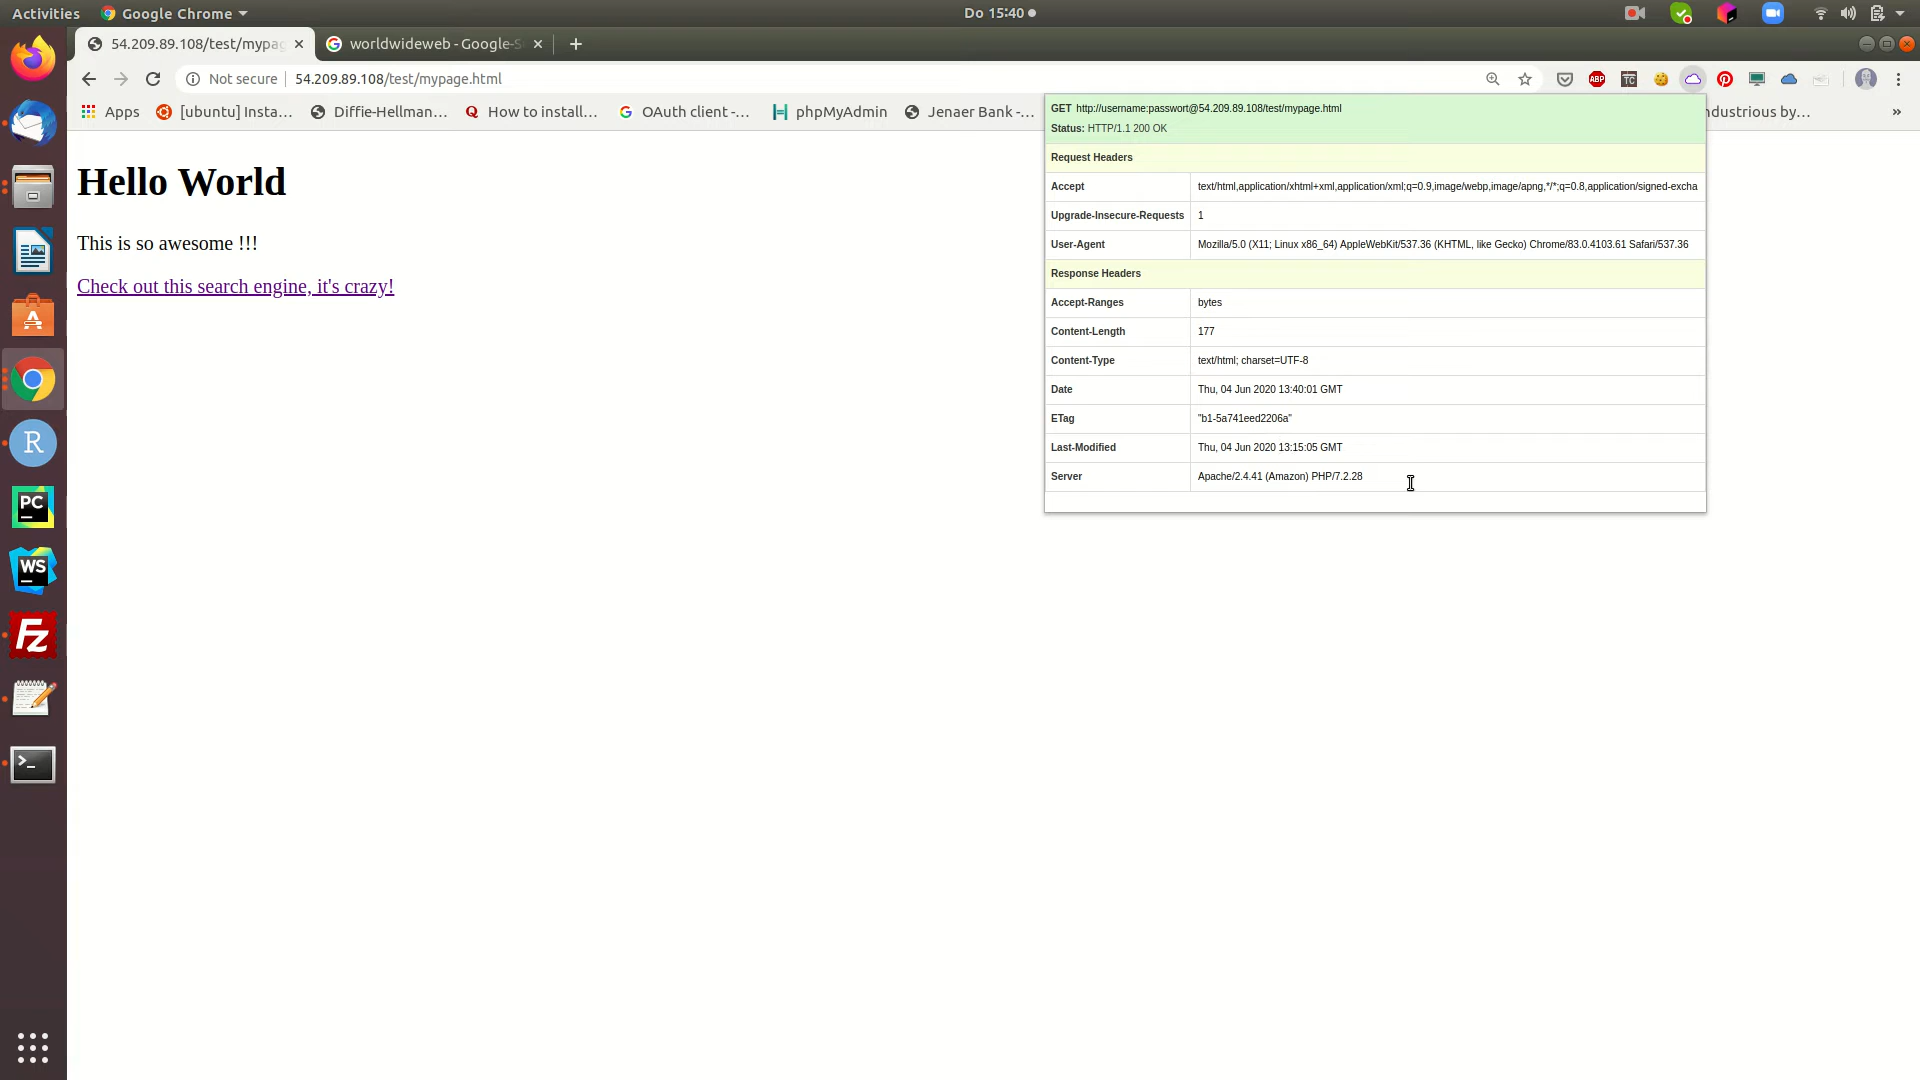 Activities
Google Chrome
Do 15:40
54.209.89.108/test/mypag
worldwideweb - Google-S
Not secure
54.209.89.108/test/mypage.html
ABP
TC
Apps
[ubuntu] Insta…
Diffie-Hellman…
How to install…
OAuth client -…
phpMyAdmin
Jenaer Bank -…
ndustrious by…
»
Hello World
This is so awesome !!!
Check out this search engine, it's crazy!
GET http://username:passwort@54.209.89.108/test/mypage.html
Status: HTTP/1.1 200 OK
Request Headers
Accept text/html,application/xhtml+xml,application/xml;q=0.9,image/webp,image/apng,*/*;q=0.8,application/signed-excha
Upgrade-Insecure-Requests 1
User-Agent Mozilla/5.0 (X11; Linux x86_64) AppleWebKit/537.36 (KHTML, like Gecko) Chrome/83.0.4103.61 Safari/537.36
Response Headers
Accept-Ranges bytes
Content-Length 177
Content-Type text/html; charset=UTF-8
Date Thu, 04 Jun 2020 13:40:01 GMT
ETag "b1-5a741eed2206a"
Last-Modified Thu, 04 Jun 2020 13:15:05 GMT
Server Apache/2.4.41 (Amazon) PHP/7.2.28
R
PC
WS
Fz
>_